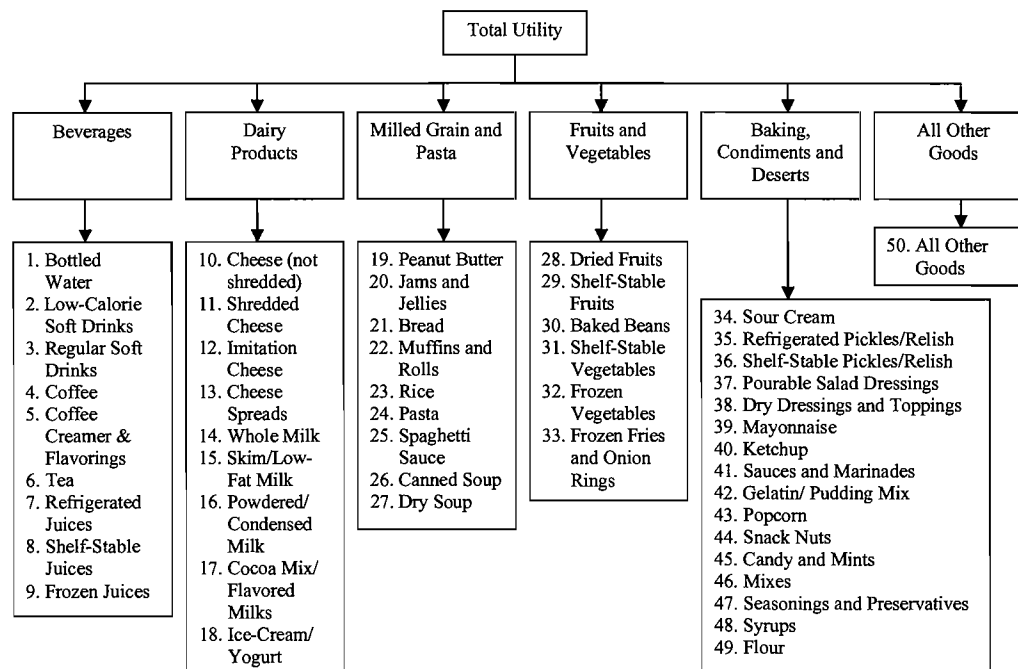 Total Utility
Beverages
Dairy
Products
Milled Grain and
Pasta
Fruits and
Vegetables
Baking,
Condiments and
Deserts
All Other
Goods
1. Bottled
Water
2. Low-Calorie
Soft Drinks
3. Regular Soft
Drinks
4. Coffee
5. Coffee
Creamer &
Flavorings
6. Tea
7. Refrigerated
Juices
8. Shelf-Stable
Juices
9. Frozen Juices
10. Cheese (not
shredded)
11. Shredded
Cheese
12. Imitation
Cheese
13. Cheese
Spreads
14. Whole Milk
15. Skim/Low-
Fat Milk
16. Powdered/
Condensed
Milk
17. Cocoa Mix/
Flavored
Milks
18. Ice-Cream/
Yogurt
19. Peanut Butter
20. Jams and
Jellies
21. Bread
22. Muffins and
Rolls
23. Rice
24. Pasta
25. Spaghetti
Sauce
26. Canned Soup
27. Dry Soup
28. Dried Fruits
29. Shelf-Stable
Fruits
30. Baked Beans
31. Shelf-Stable
Vegetables
32. Frozen
Vegetables
33. Frozen Fries
and Onion
Rings
34. Sour Cream
35. Refrigerated Pickles/Relish
36. Shelf-Stable Pickles/Relish
37. Pourable Salad Dressings
38. Dry Dressings and Toppings
39. Mayonnaise
40. Ketchup
41. Sauces and Marinades
42. Gelatin/ Pudding Mix
43. Popcorn
44. Snack Nuts
45. Candy and Mints
46. Mixes
47. Seasonings and Preservatives
48. Syrups
49. Flour
50. All Other
Goods